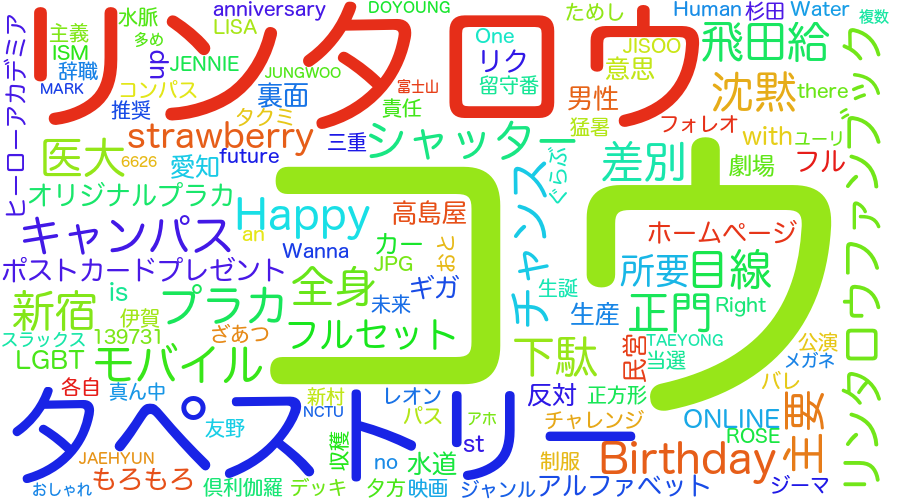 リンタロウ
コウ
タペストリー
ヒーローアカデミア
主義
水脈
多め
ISM
辞職
MARK
up
anniversary
LISA
JENNIE
コンパス
推奨
タクミ
JUNGWOO
裏面
DOYOUNG
富士山
責任
One
リク
留守番
ためし
JISOO
意思
男性
猛暑
Human
杉田
Water
複数
飛田給
沈黙
there
フォレオ
with
ユーリ
フル
strawberry
三重
シャッター
医大
6626
愛知
future
差別
劇場
リンタロウファンブック
オリジナルプラカ
Happy
高島屋
チャンス
ぐらぶ
キャンパス
an
Wanna
カー
JPG
おと
ホームページ
ポストカードプレゼント
is
全身
未来
ギガ
生誕
所要
目線
新宿
伊賀
プラカ
生産
正門
Right
スラックス
139731
ざあつ
フルセット
LGBT
モバイル
下駄
民宮
TAEYONG
当選
公演
メガネ
各自
真ん中
新村
NCTU
レオン
パス
アホ
反対
正方形
バレ
チャレンジ
ONLINE
ROSE
主要
友野
収穫
st
JAEHYUN
もろもろ
no
水道
制服
Birthday
おしゃれ
倶利伽羅
デッキ
夕方
映画
ジャンル
アルファベット
ジーマ